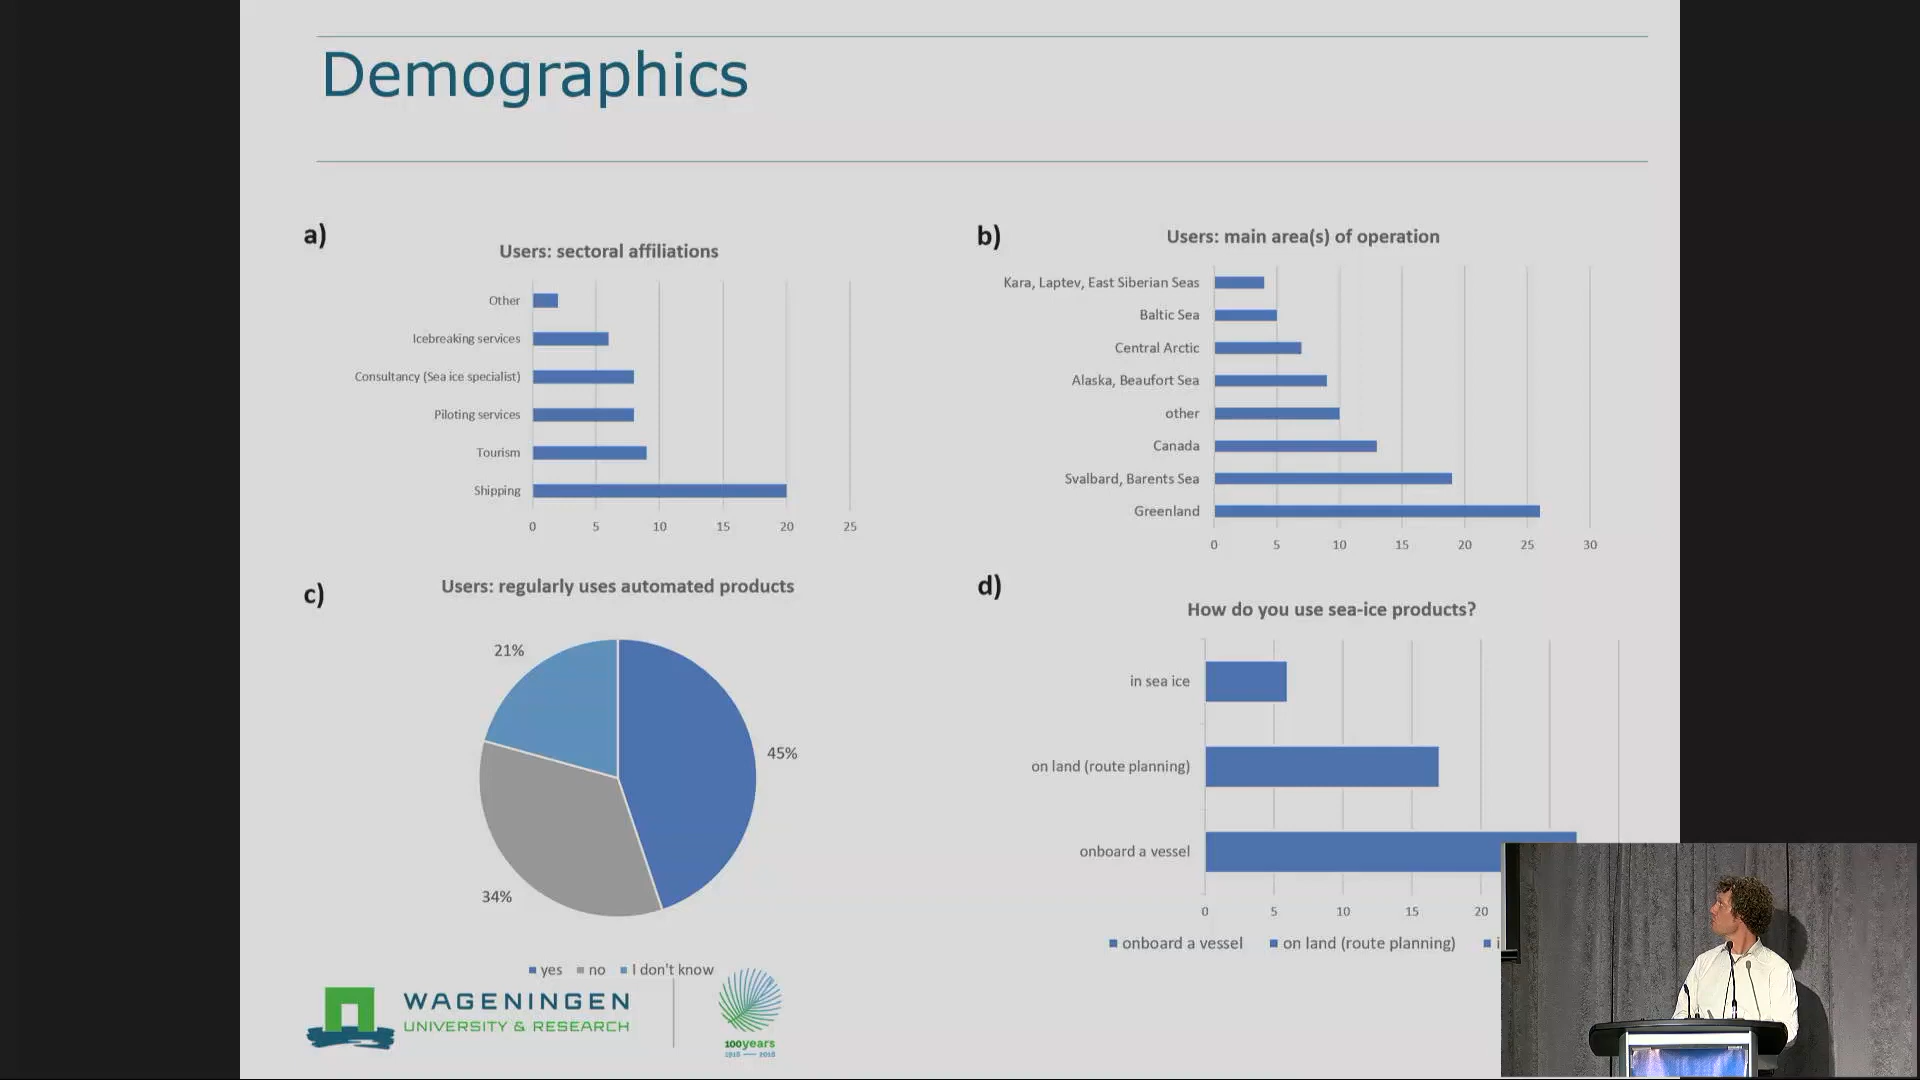 Demographics
a)
Users: sectoral affiliations
Other
Icebreaking services
Consultancy (Sea ice specialist)
Piloting services
Tourism
Shipping
0 5 10 15 20 25
b)
Users: main area(s) of operation
Kara, Laptev, East Siberian Seas
Baltic Sea
Central Arctic
Alaska, Beaufort Sea
other
Canada
Svalbard, Barents Sea
Greenland
0 5 10 15 20 25 30
c)
Users: regularly uses automated products
21%
45%
34%
yes no I don't know
d)
How do you use sea-ice products?
in sea ice
on land (route planning)
onboard a vessel
0 5 10 15 20
onboard a vessel on land (route planning)
WAGENINGEN
UNIVERSITY & RESEARCH
100years
1918 — 2018